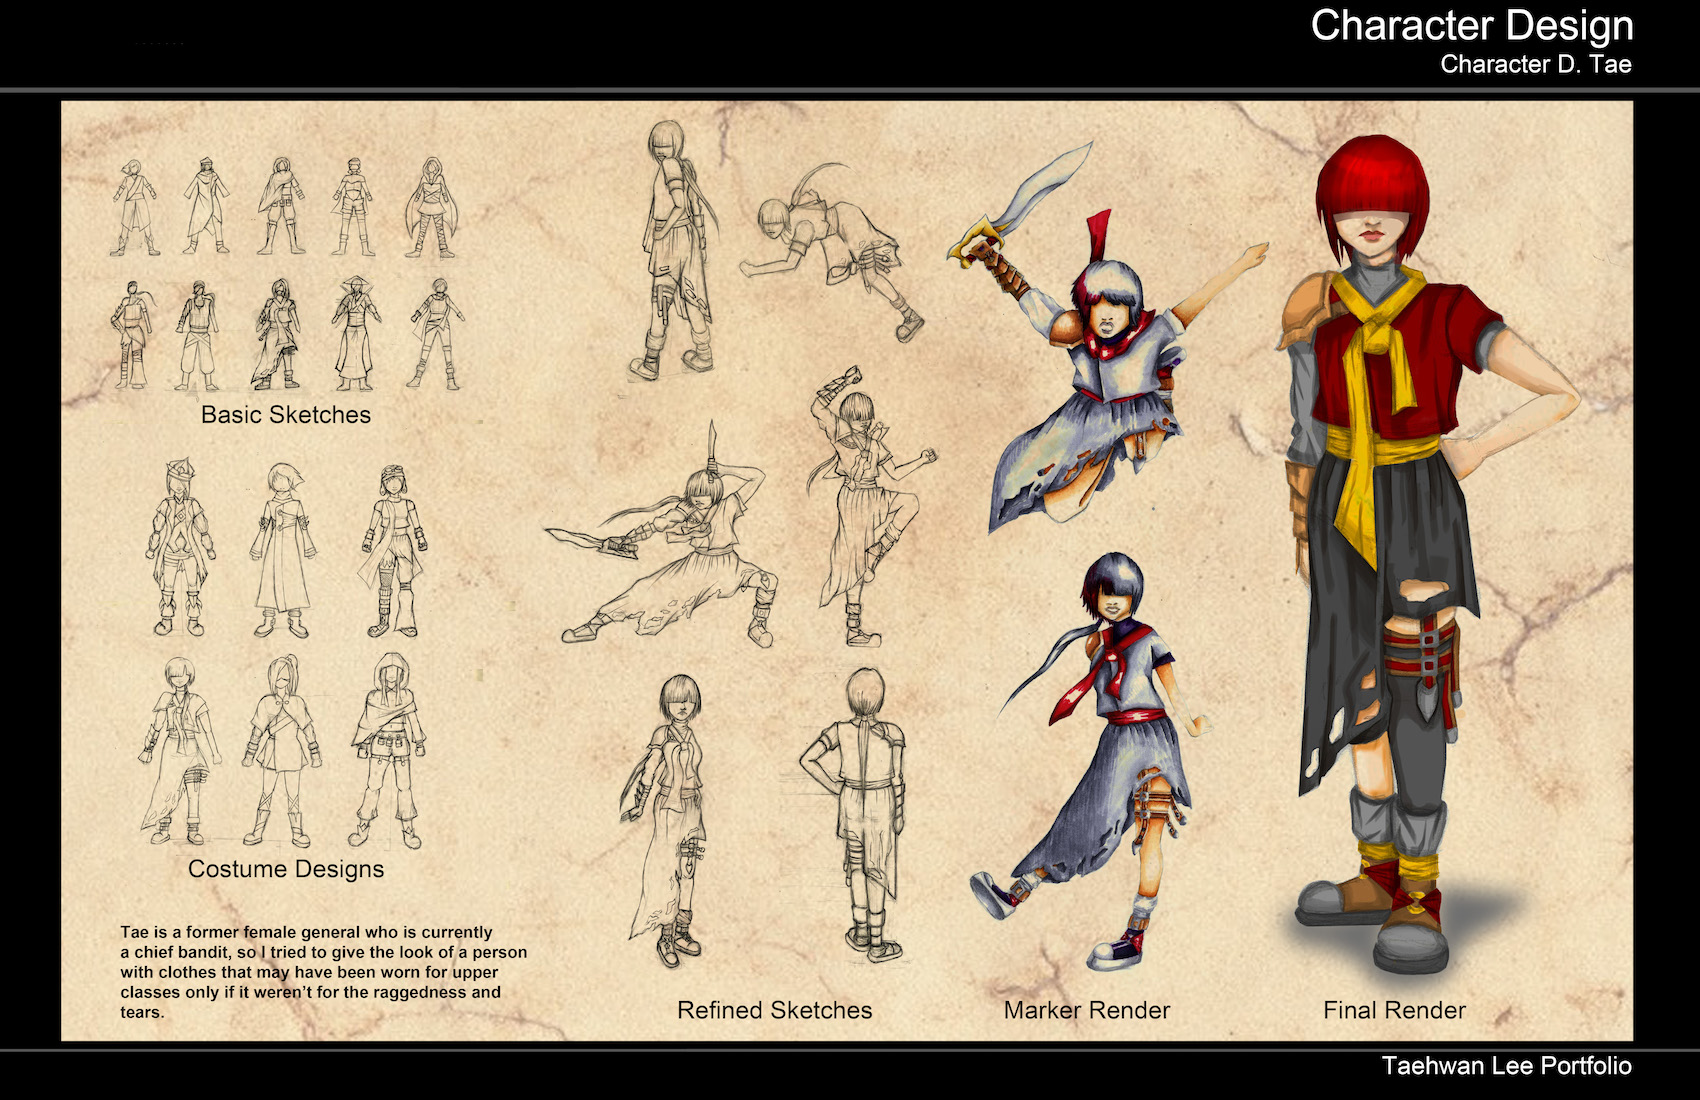 Character Design
Character D. Tae
Basic Sketches
Costume Designs
Tae is a former female general who is currently
a chief bandit, so I tried to give the look of a person
with clothes that may have been worn for upper
classes only if it weren't for the raggedness and
tears.
Refined Sketches
Marker Render
Final Render
Taehwan Lee Portfolio